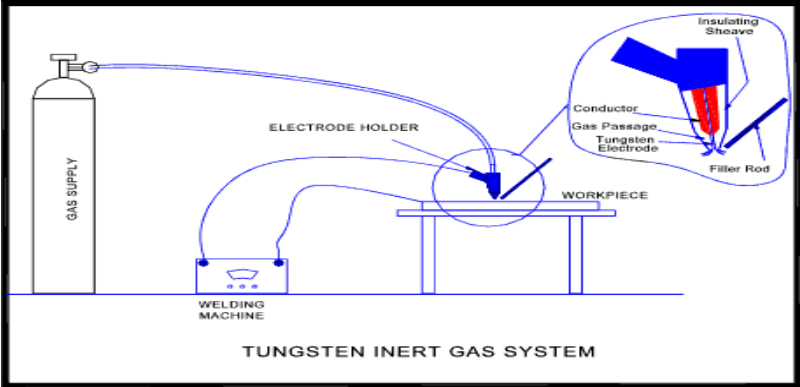 Insulating
Sheave
Conductor
Gas Passage
Tungsten
Electrode
Filler Rod
ELECTRODE HOLDER
GAS SUPPLY
WORKPIECE
WELDING
MACHINE
TUNGSTEN INERT GAS SYSTEM